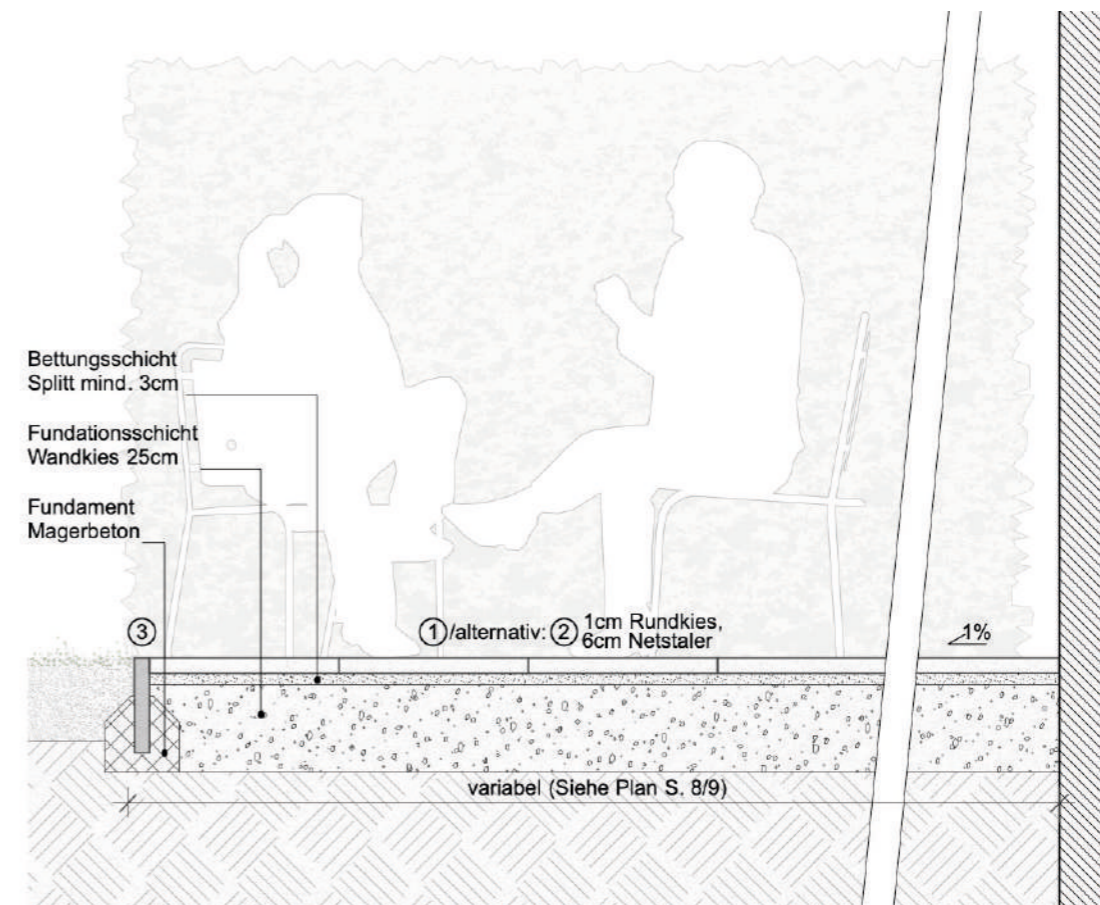 Bettungsschicht
Splitt mind. 3cm
Fundationsschicht
Wandkies 25cm
Fundament
Magerbeton
3
1/alternativ: 2 1cm Rundkies,
6cm Netstaler
1%
variabel (Siehe Plan S. 8/9)